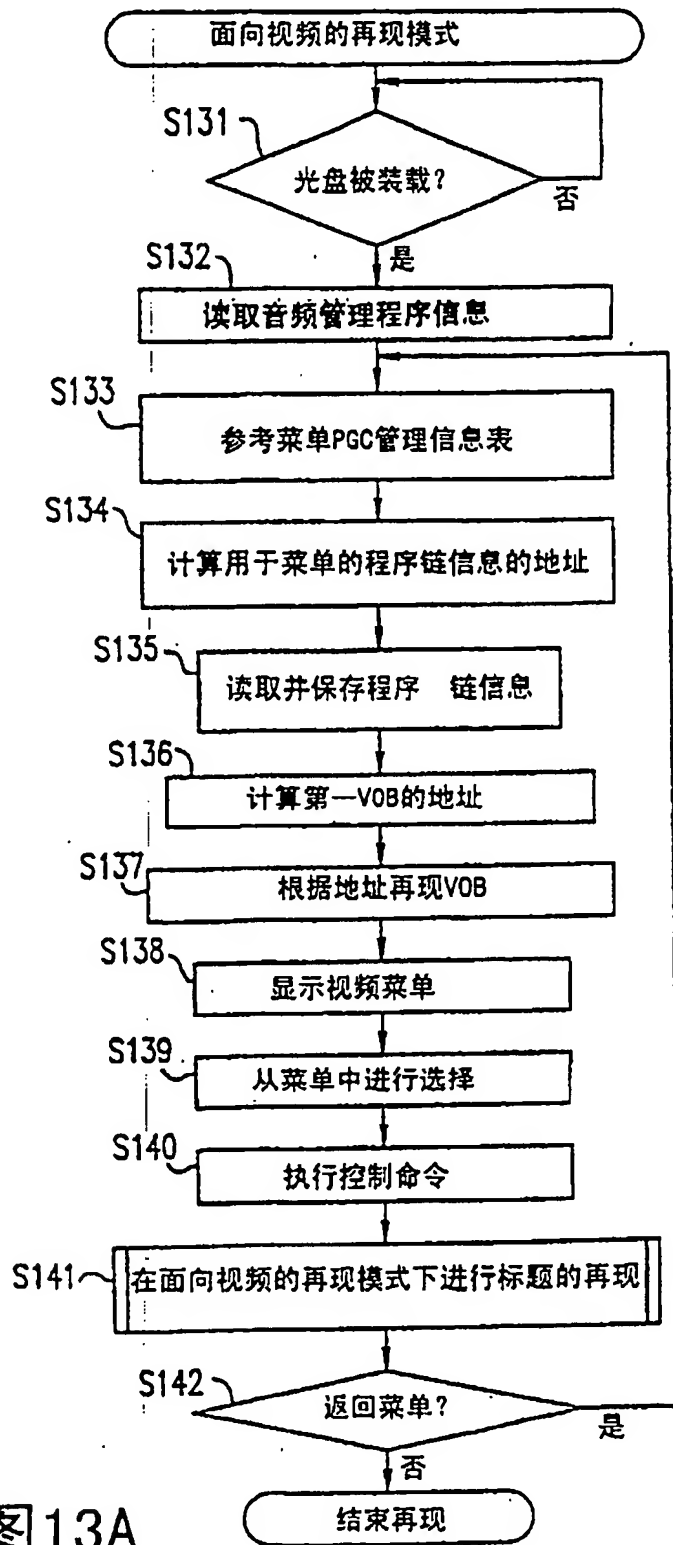 面向视频的再现模式
S131
光盘被装载?
否
是
S132
读取音频管理程序信息
S133
参考菜单PGC管理信息表
S134
计算用于菜单的程序链信息的地址
S135
读取并保存程序 链信息
S136
计算第一VOB的地址
S137
根据地址再现VOB
S138
显示视频菜单
S139
从菜单中进行选择
S140
执行控制命令
S141
在面向视频的再现模式下进行标题的再现
S142
返回菜单?
是
否
结束再现
图13A